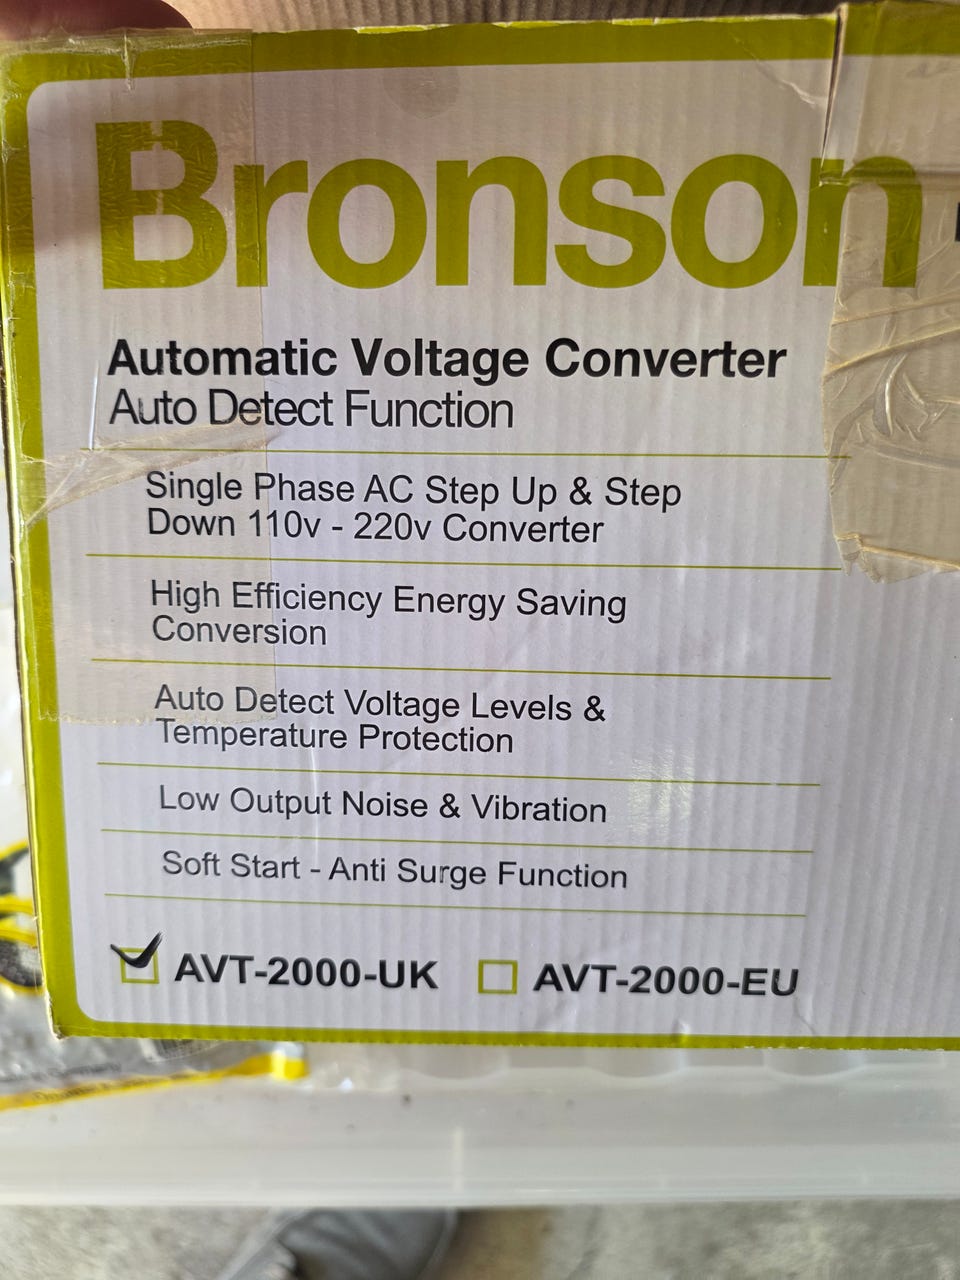 Bronson
Automatic Voltage Converter
Auto Detect Function
Single Phase AC Step Up & Step
Down 110v - 220v Converter
High Efficiency Energy Saving
Conversion
Auto Detect Voltage Levels &
Temperature Protection
Low Output Noise & Vibration
Soft Start - Anti Surge Function
AVT-2000-UK AVT-2000-EU